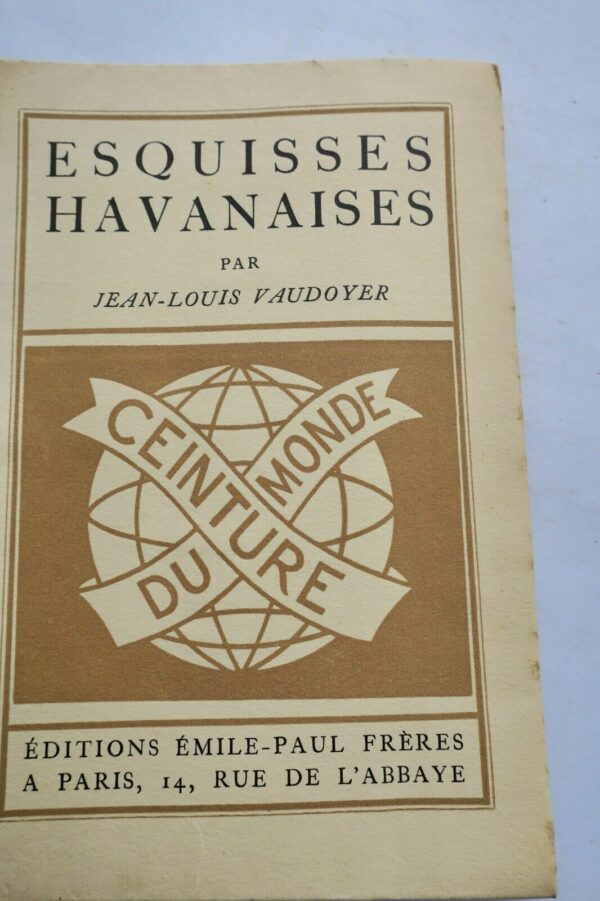 ESQUISSES
HAVANAISES
PAR
JEAN-LOUIS VAUDOYER
CEINTURE
DU MONDE
ÉDITIONS ÉMILE-PAUL FRÈRES
A PARIS, 14, RUE DE L'ABBAYE